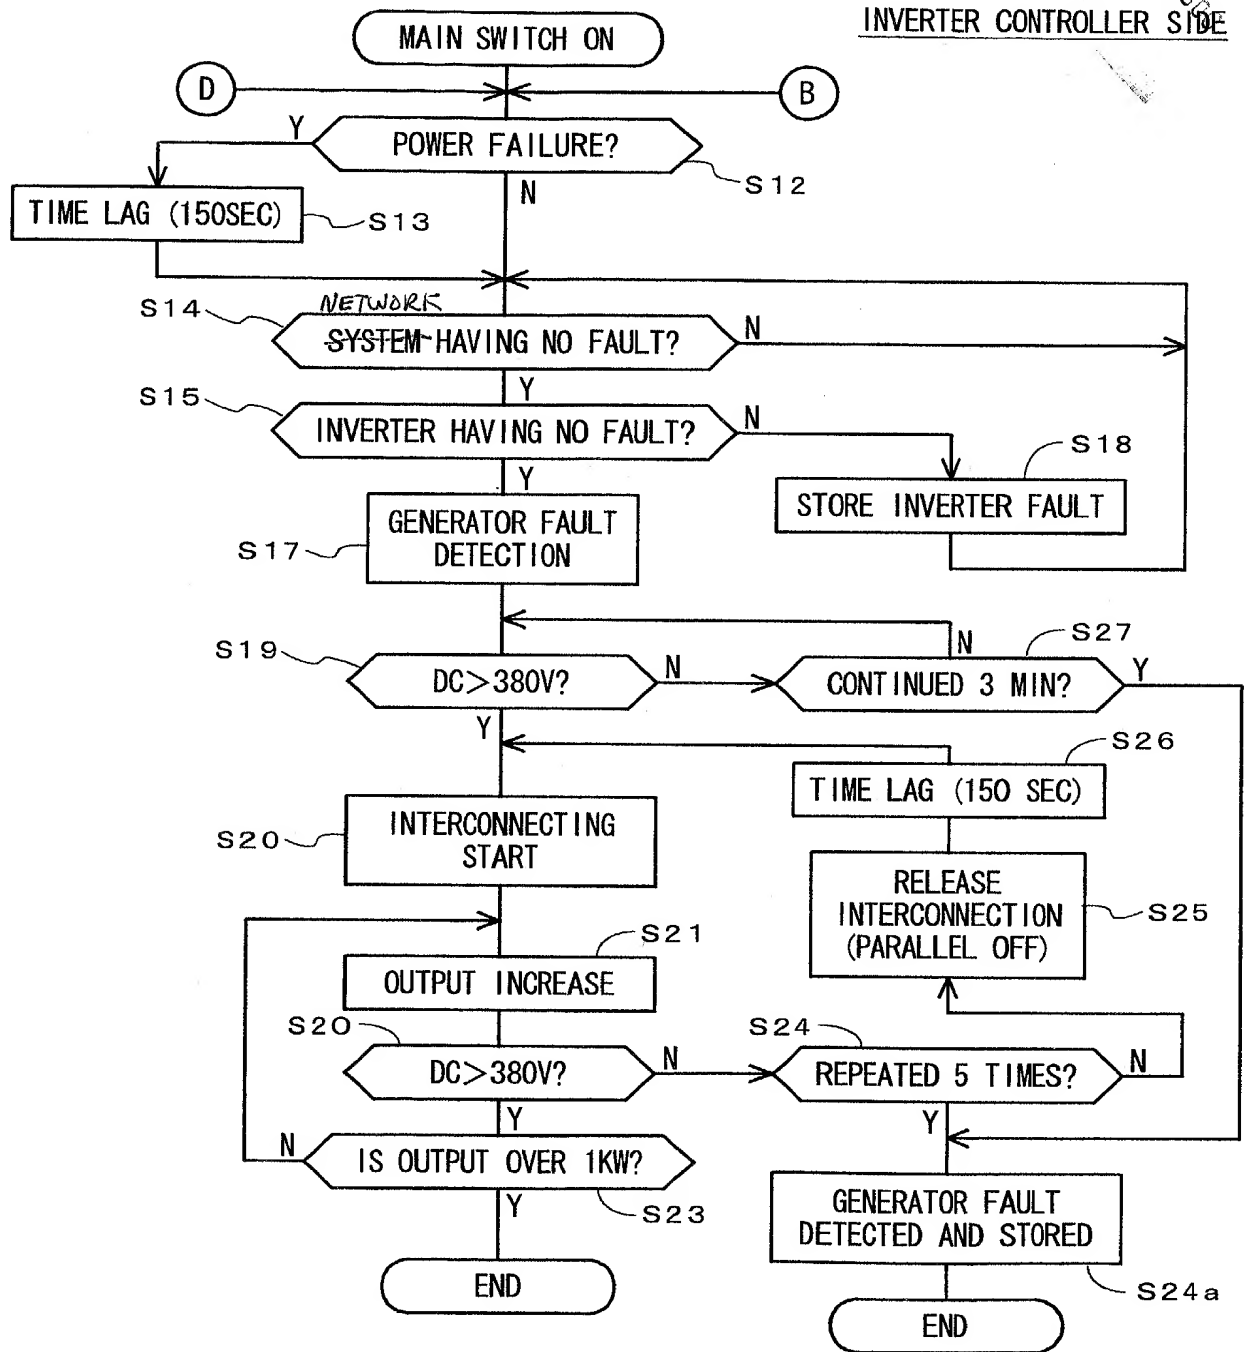 INVERTER CONTROLLER SIDE
MAIN SWITCH ON
D
B
Y
POWER FAILURE?
S12
N
TIME LAG (150SEC)
S13
NETWORK
S14
SYSTEM HAVING NO FAULT?
N
Y
S15
INVERTER HAVING NO FAULT?
N
Y
S18
STORE INVERTER FAULT
GENERATOR FAULT
DETECTION
S17
S19
DC>380V?
N
Y
N
S27
CONTINUED 3 MIN?
Y
S26
TIME LAG (150 SEC)
INTERCONNECTING
START
S20
RELEASE
INTERCONNECTION
(PARALLEL OFF)
S25
S21
OUTPUT INCREASE
S20
DC>380V?
N
Y
S24
REPEATED 5 TIMES?
N
Y
N
IS OUTPUT OVER 1KW?
Y
S23
GENERATOR FAULT
DETECTED AND STORED
S24a
END
END